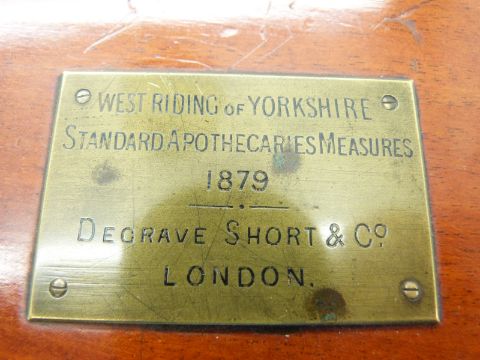 WEST RIDING OF YORKSHIRE
STANDARD APOTHECARIES MEASURES
1879
DEGRAVE SHORT & Co
LONDON.